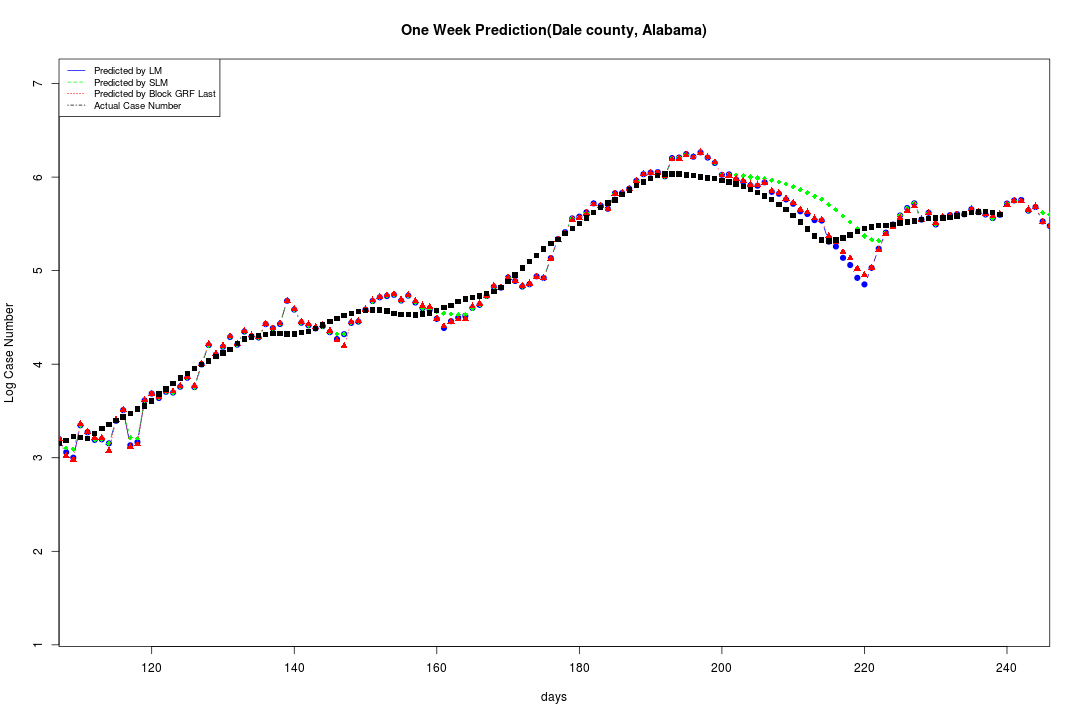 One Week Prediction(Dale county, Alabama)
Predicted by LM
Predicted by SLM
Predicted by Block GRF Last
Actual Case Number
7
6
5
4
3
2
1
Log Case Number
120 140 160 180 200 220 240
days